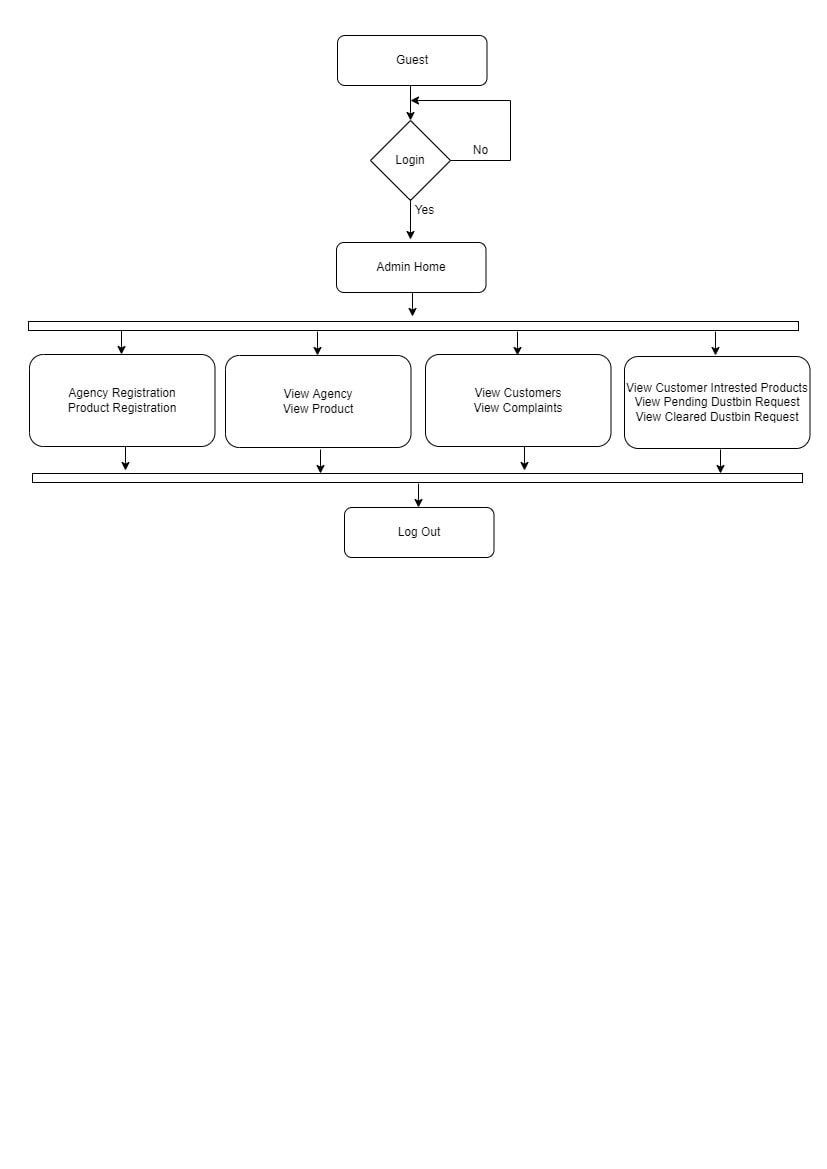 Guest
Login
No
Yes
Admin Home
Agency Registration
Product Registration
View Agency
View Product
View Customers
View Complaints
View Customer Intrested Products
View Pending Dustbin Request
View Cleared Dustbin Request
Log Out